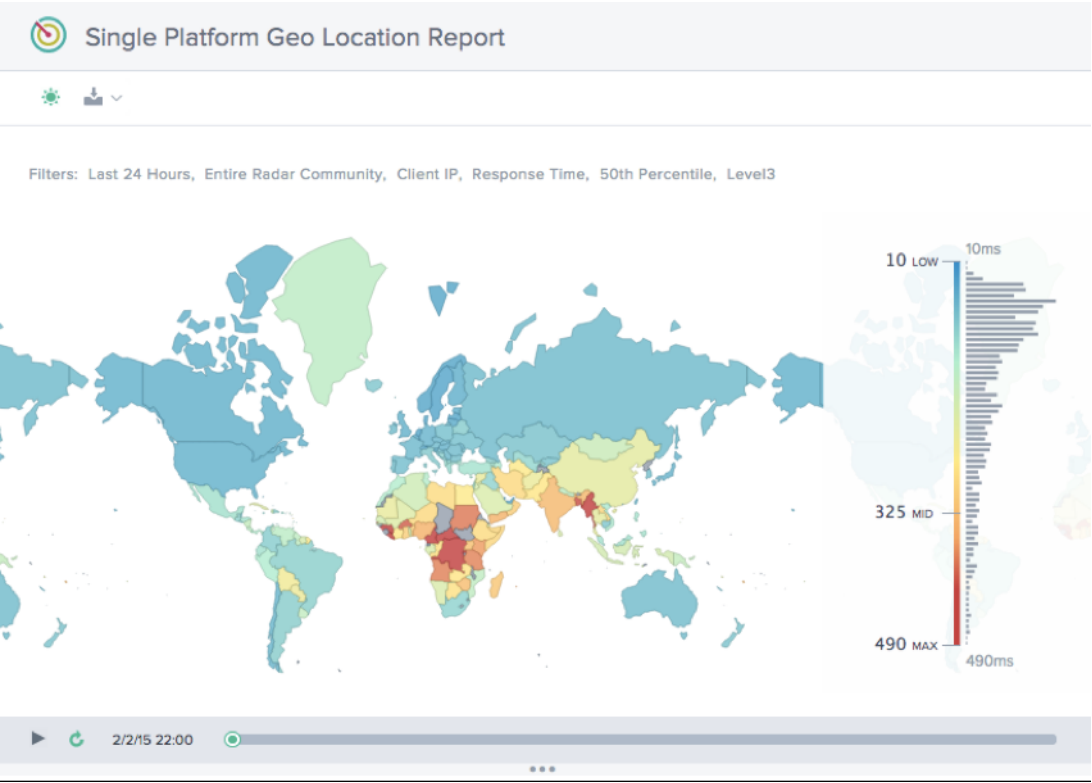 Single Platform Geo Location Report
Filters: Last 24 Hours, Entire Radar Community, Client IP, Response Time, 50th Percentile, Level3
10ms
10 LOW
325 MID
490 MAX
490ms
2/2/15 22:00